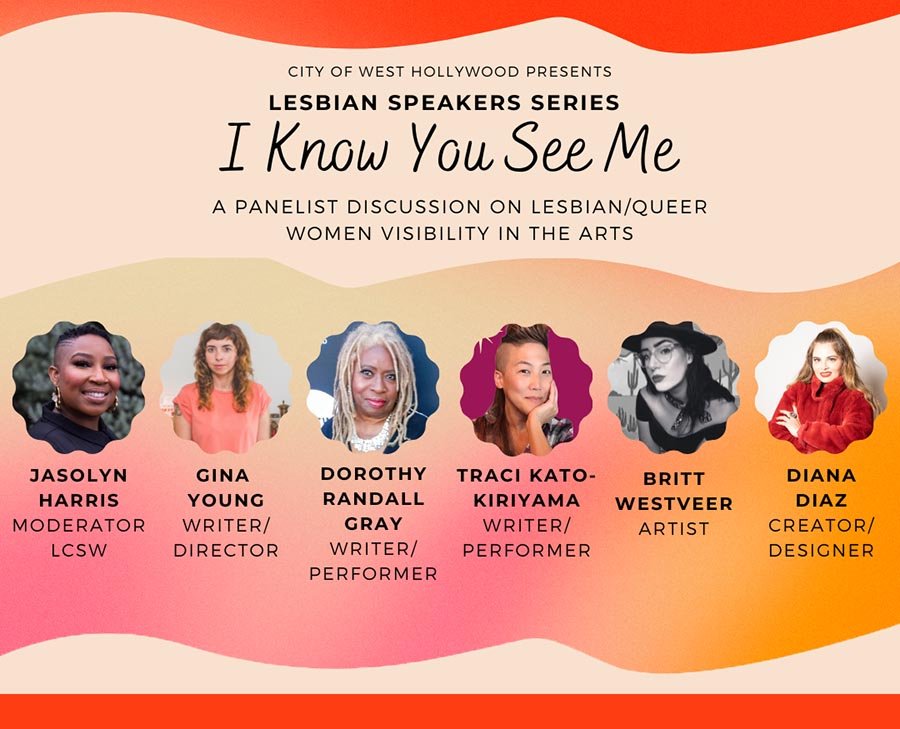 CITY OF WEST HOLLYWOOD PRESENTS
LESBIAN SPEAKERS SERIES
I Know You See Me
A PANELIST DISCUSSION ON LESBIAN/QUEER
WOMEN VISIBILITY IN THE ARTS
JASOLYN
HARRIS
MODERATOR
LCSW
GINA
YOUNG
WRITER/
DIRECTOR
DOROTHY
RANDALL
GRAY
WRITER/
PERFORMER
TRACI KATO-
KIRIYAMA
WRITER/
PERFORMER
BRITT
WESTVEER
ARTIST
DIANA
DIAZ
CREATOR/
DESIGNER